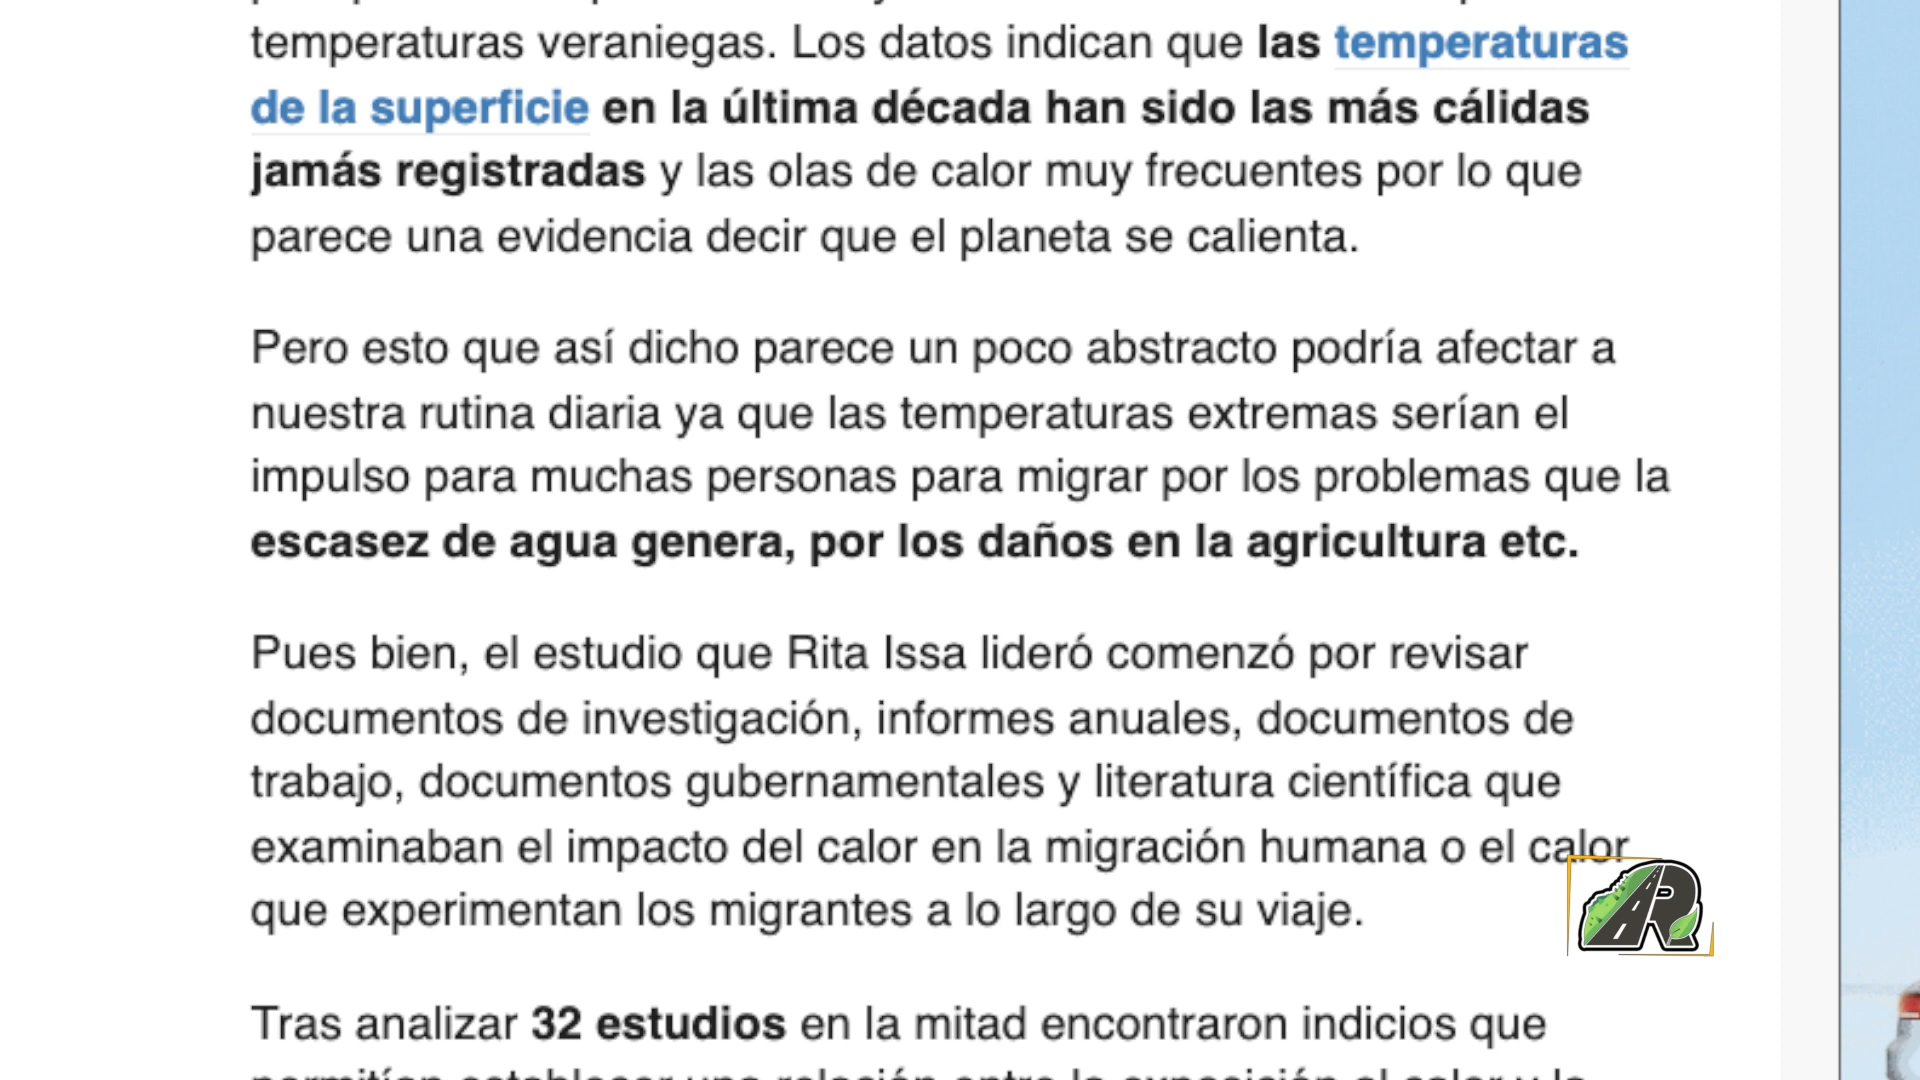 temperaturas veraniegas. Los datos indican que las temperaturas
de la superficie en la última década han sido las más cálidas
jamás registradas y las olas de calor muy frecuentes por lo que
parece una evidencia decir que el planeta se calienta.
Pero esto que así dicho parece un poco abstracto podría afectar a
nuestra rutina diaria ya que las temperaturas extremas serían el
impulso para muchas personas para migrar por los problemas que la
escasez de agua genera, por los daños en la agricultura etc.
Pues bien, el estudio que Rita Issa lideró comenzó por revisar
documentos de investigación, informes anuales, documentos de
trabajo, documentos gubernamentales y literatura científica que
examinaban el impacto del calor en la migración humana o el calor
que experimentan los migrantes a lo largo de su viaje.
Tras analizar 32 estudios en la mitad encontraron indicios que